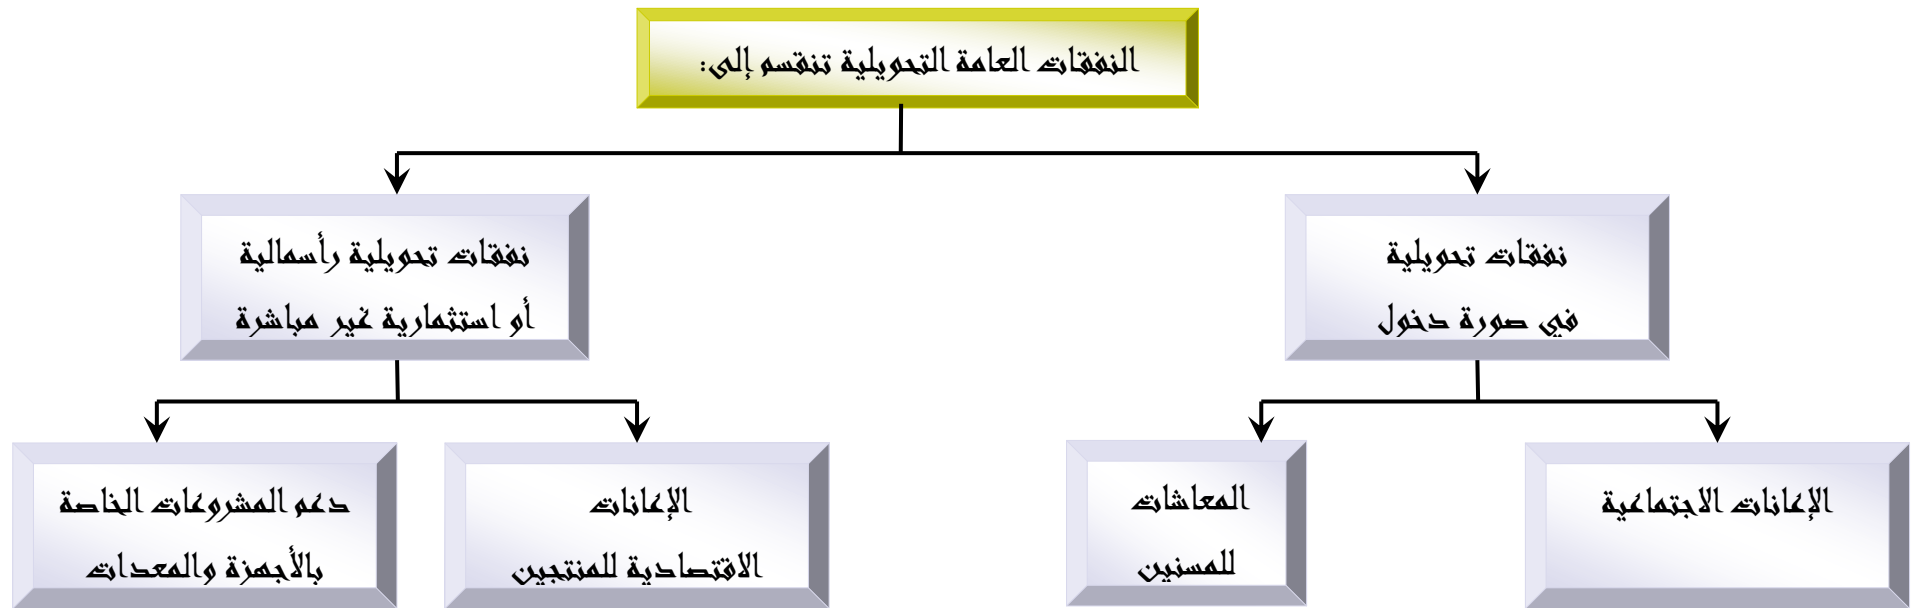 النفقات العامة التحويلية تنقسم إلى:
نفقات تحويلية
في صورة دخول
نفقات تحويلية رأسمالية
أو استثمارية غير مباشرة
الإعانات الاجتماعية
المعاشات
للمسنين
الإعانات
الاقتصادية للمنتجين
دعم المشروعات الخاصة
بالأجهزة والمعدات